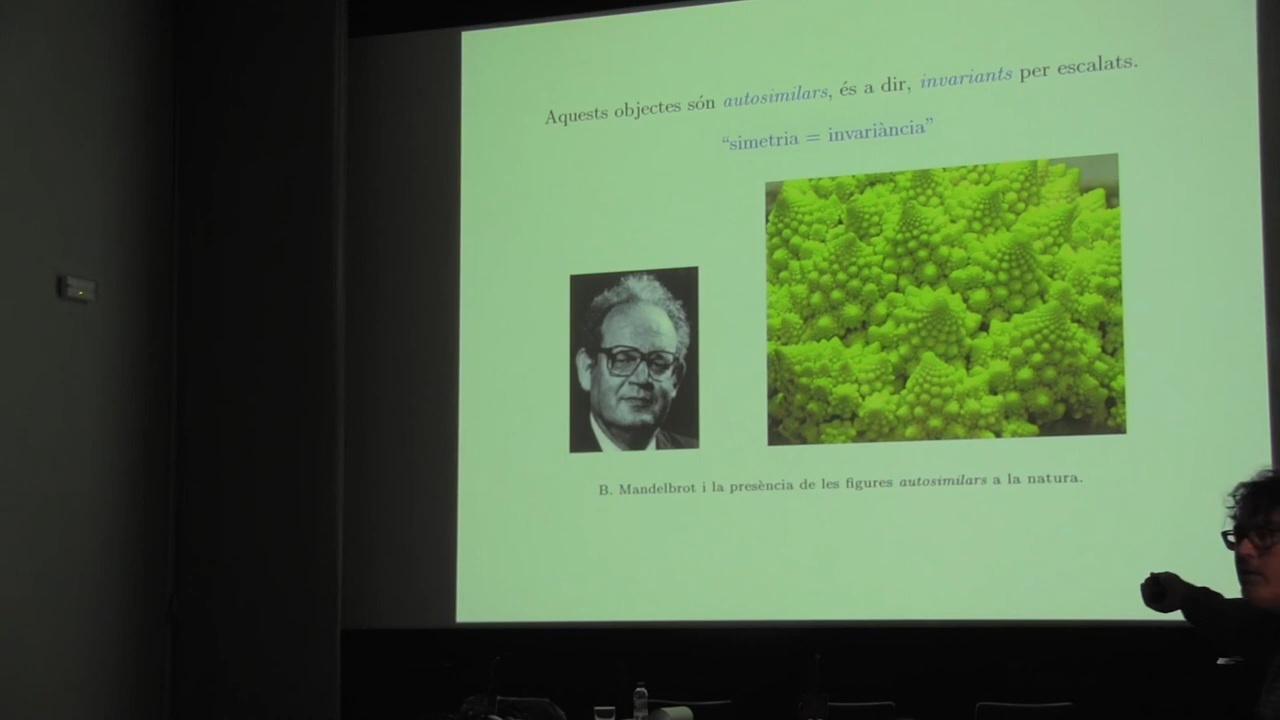 Aquests objectes són autosimilars, és a dir, invariants per escalats.
“simetria = invariància”
B. Mandelbrot i la presència de les figures autosimilars a la natura.